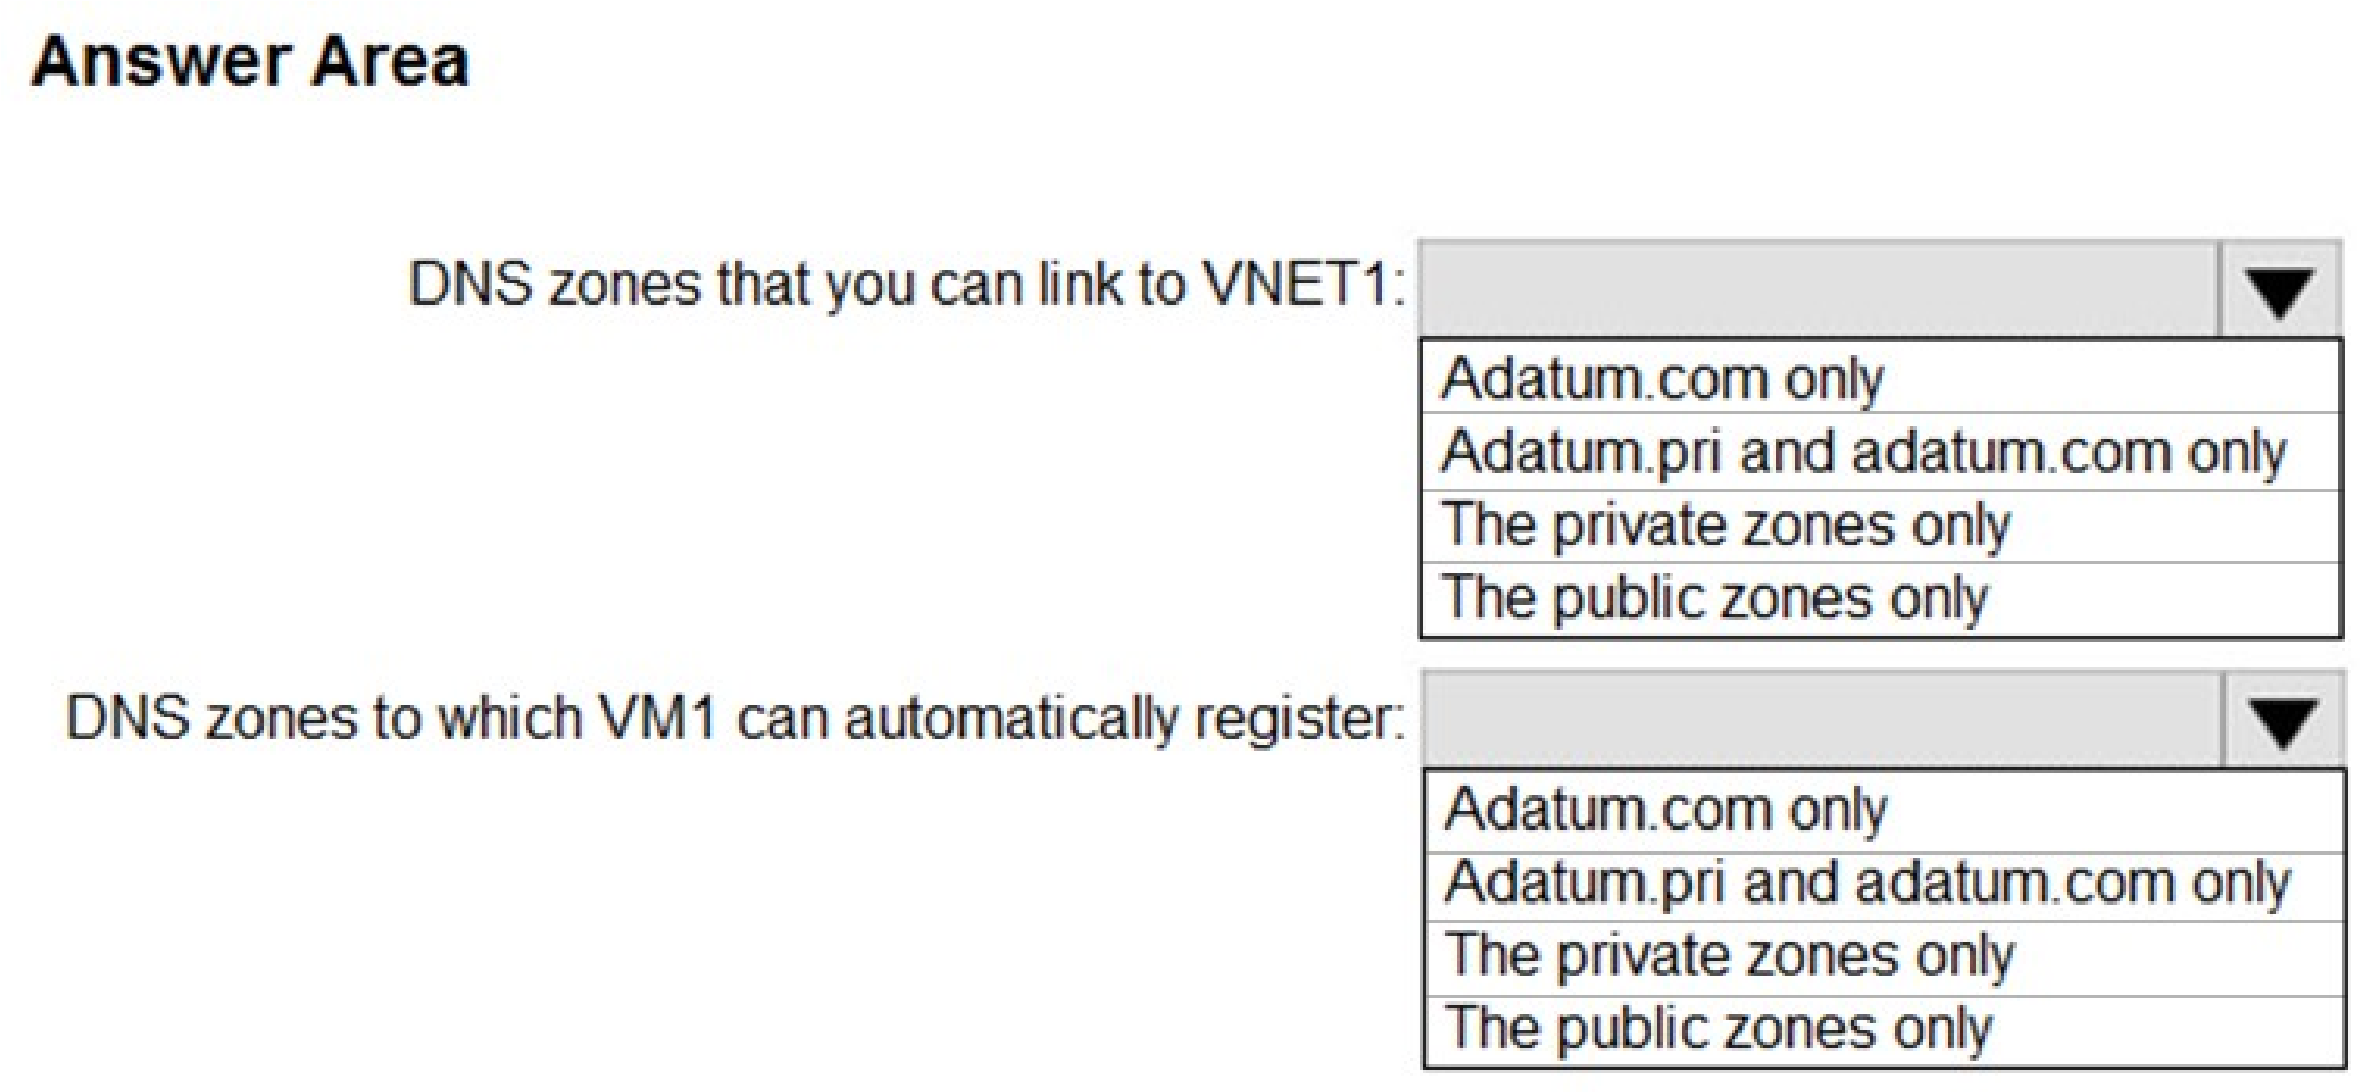 Answer Area
DNS zones that you can link to VNET1:
Adatum.com only
Adatum.pri and adatum.com only
The private zones only
The public zones only
DNS zones to which VM1 can automatically register:
Adatum.com only
Adatum.pri and adatum.com only
The private zones only
The public zones only